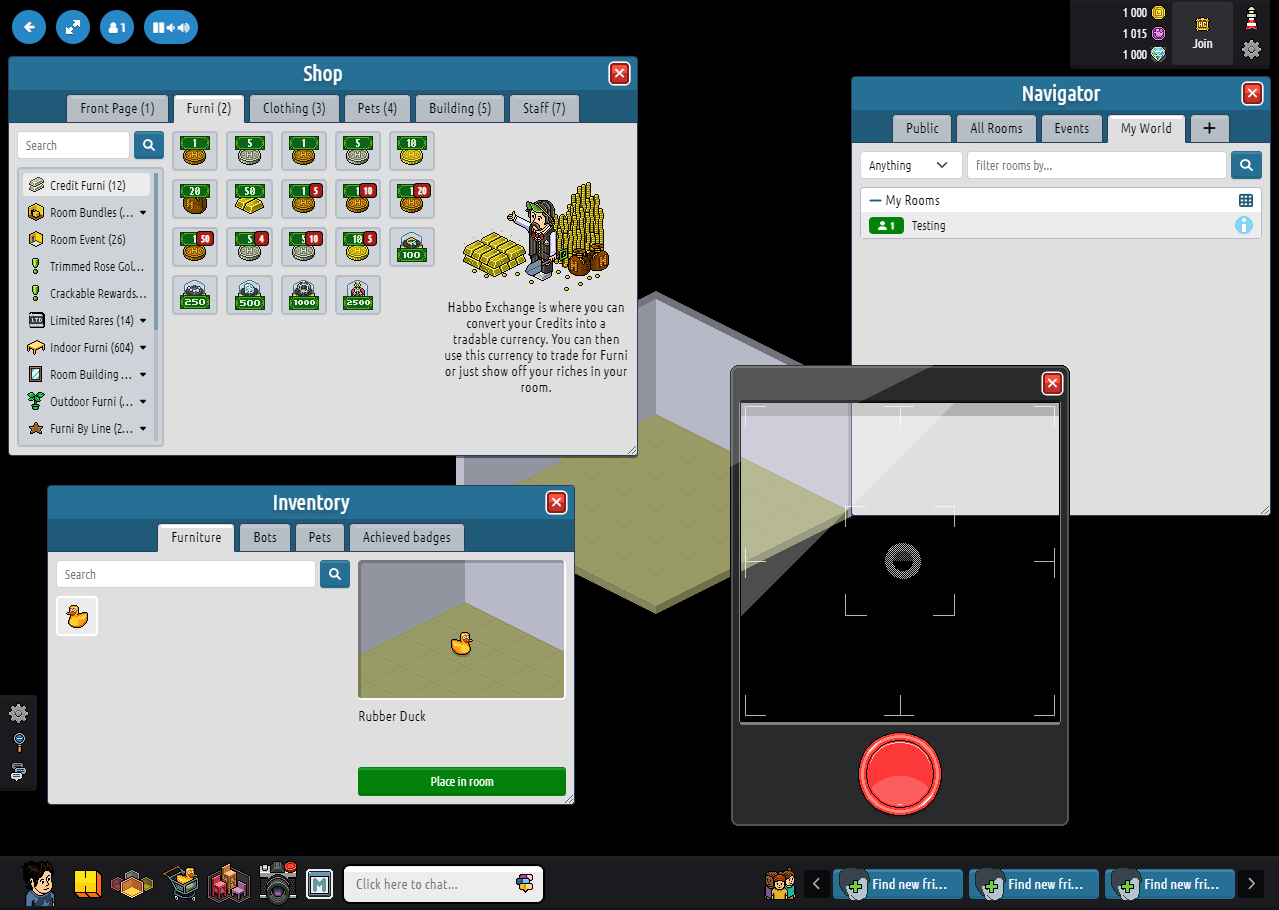 1
1 000
1 015
1 000
HC
Join
Shop
Front Page (1)
Furni (2)
Clothing (3)
Pets (4)
Building (5)
Staff (7)
Search
Credit Furni (12)
Room Bundles (...
Room Event (26)
Trimmed Rose Gol...
Crackable Rewards...
LTD
Limited Rares (14)
Indoor Furni (604)
Room Building ...
Outdoor Furni (...
Furni By Line (2...
1 5 1 5 10
20 50 1 5 1 10 1 20
1 50 5 4 5 10 10 5 100
250 500 1000 2500
Habbo Exchange is where you can
convert your Credits into a
tradable currency. You can then
use this currency to trade for Furni
or just show off your riches in your
room.
Navigator
Public
All Rooms
Events
My World
+
Anything
filter rooms by...
My Rooms
1
Testing
Inventory
Furniture
Bots
Pets
Achieved badges
Search
Rubber Duck
Place in room
M
Click here to chat...
Find new fri...
Find new fri...
Find new fri...